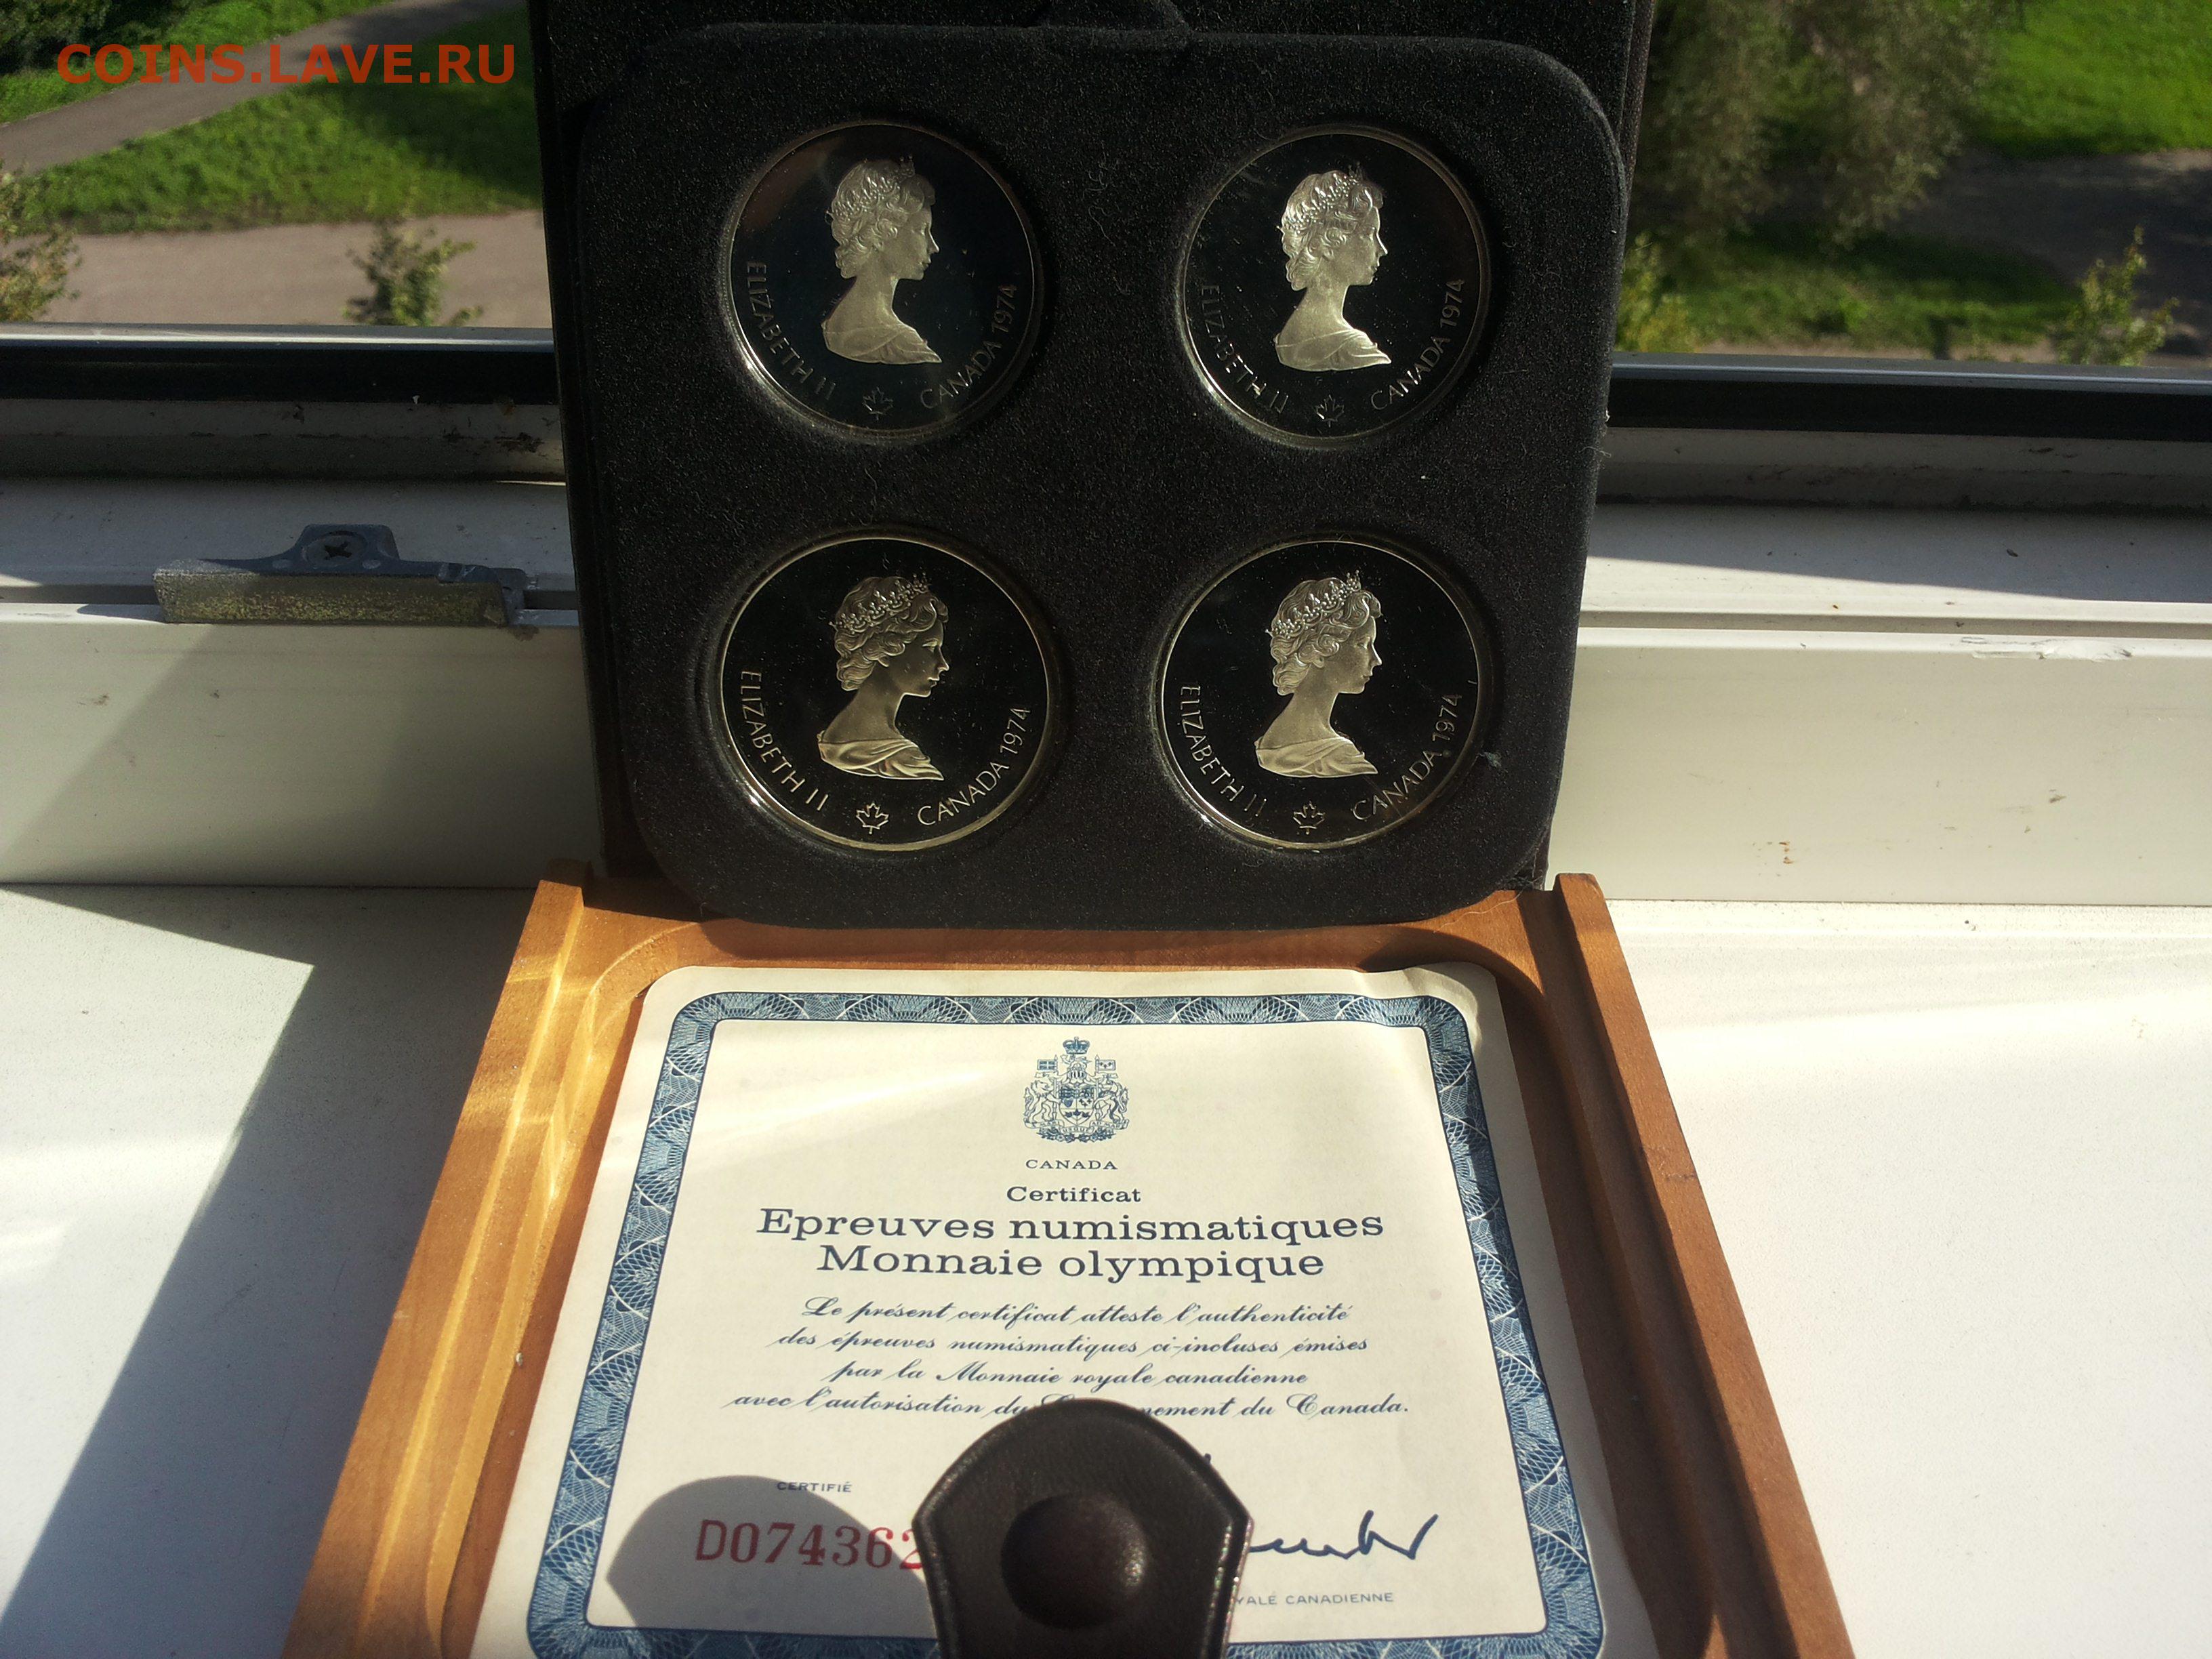 COINS.LAVE.RU
ELIZABETH II CANADA 1974
ELIZABETH II CANADA 1974
ELIZABETH II CANADA 1974
ELIZABETH II CANADA 1974
CANADA
Certificat
Epreuves numismatiques
Monnaie olympique
Le présent certificat atteste l'authenticité
des épreuves numismatiques ci-incluses émises
par la Monnaie royale canadienne
avec l'autorisation du nement du Canada.
CERTIFIÉ
D074362
YALE CANADIENNE